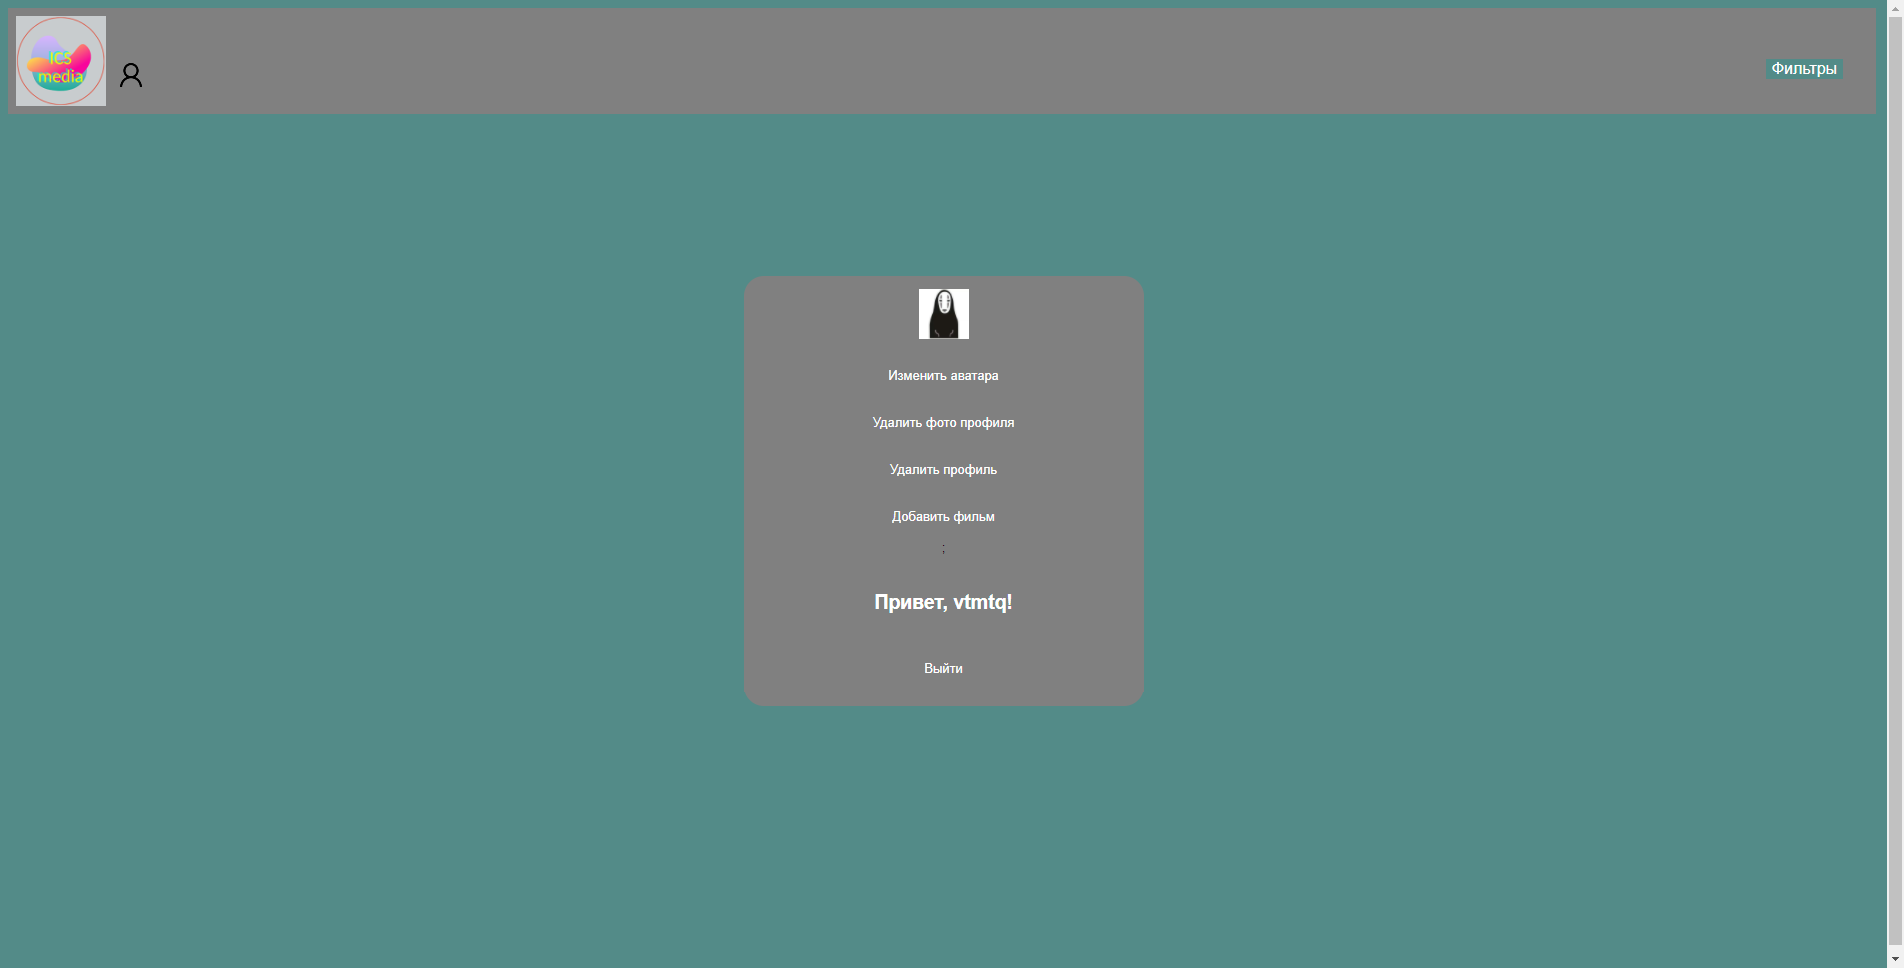 ICS
media
Фильтры
Изменить аватара
Удалить фото профиля
Удалить профиль
Добавить фильм
;
Привет, vtmtq!
Выйти